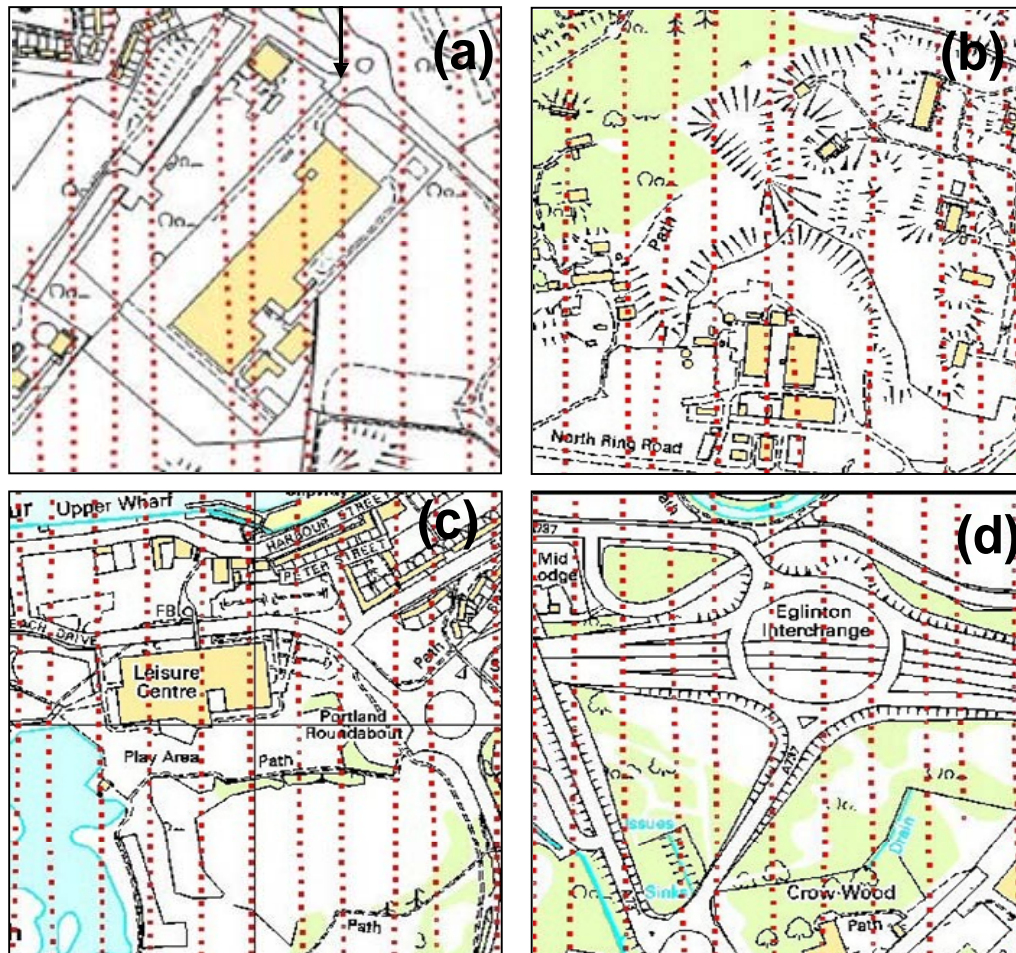 (a)
(b)
Path
North Ring Road
(c)
Upper Wharf
HARBOUR STREET
PETER STREET
FB
Leisure
Centre
Path
Portland
Roundabout
Play Area
Path
Path
(d)
Mid
Eglinton
Interchange
A737
Issues
Drain
Sinks
Crow Wood
Path